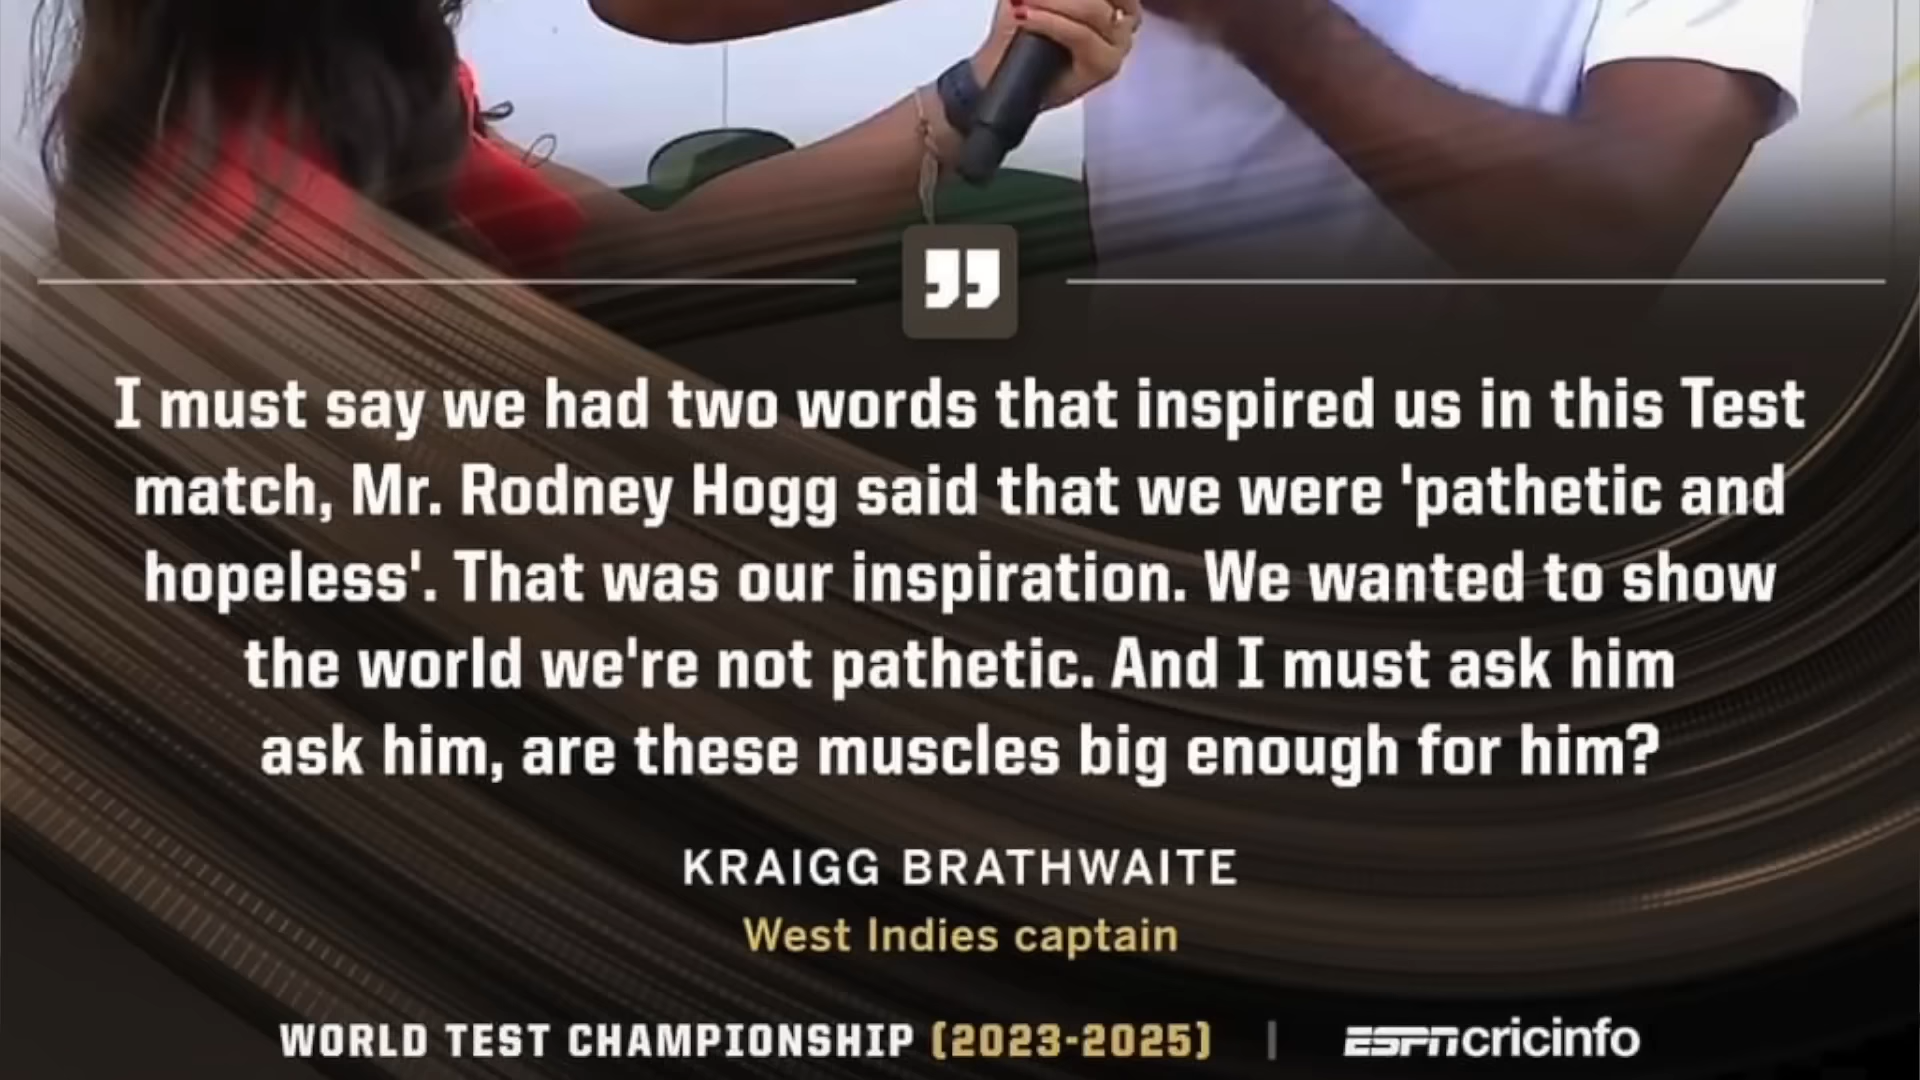 I must say we had two words that inspired us in this Test
match, Mr. Rodney Hogg said that we were 'pathetic and
hopeless'. That was our inspiration. We wanted to show
the world we're not pathetic. And I must ask him
ask him, are these muscles big enough for him?
KRAIGG BRATHWAITE
West Indies captain
WORLD TEST CHAMPIONSHIP (2023-2025) | ESPNcricinfo